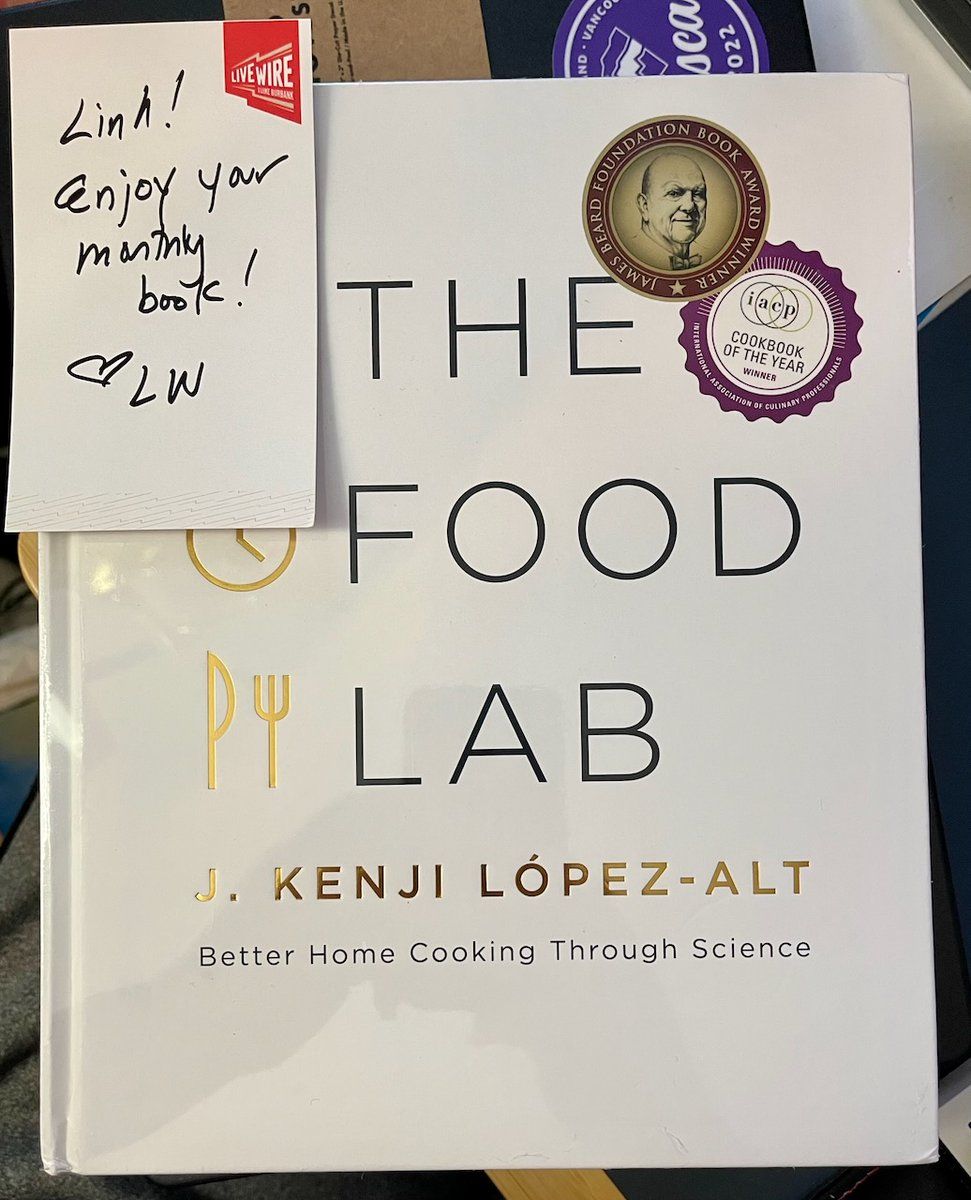 LIVE WIRE
LUKE BURBANK
Linh!
enjoy your
monthly
book!
♡LW
VANCOU
2022
JAMES BEARD FOUNDATION BOOK AWARD WINNER
iacp
COOKBOOK
OF THE YEAR
WINNER
INTERNATIONAL ASSOCIATION OF CULINARY PROFESSIONALS
THE
FOOD
LAB
J. KENJI LÓPEZ-ALT
Better Home Cooking Through Science